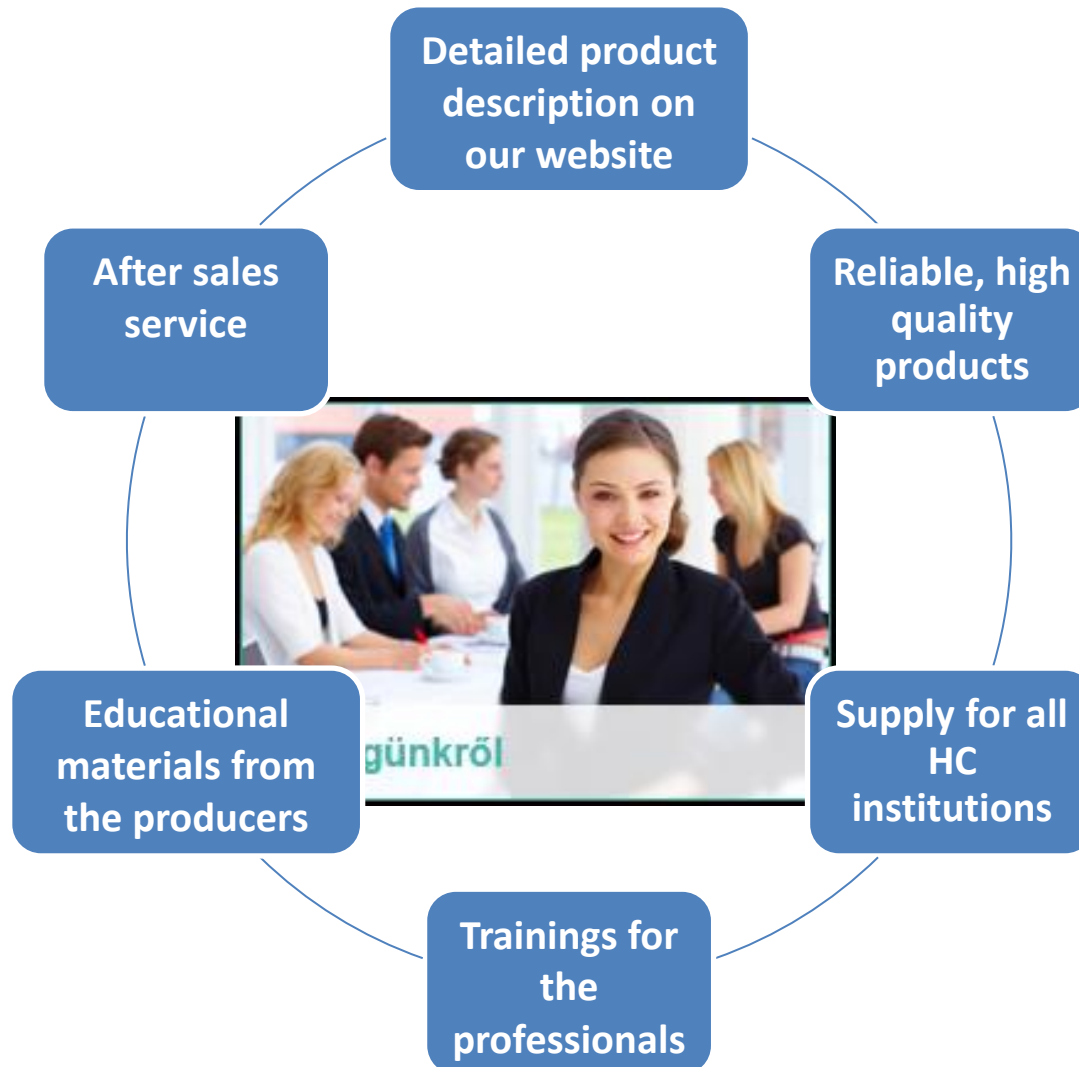 Detailed product
description on
our website
Reliable, high
quality
products
Supply for all
HC
institutions
Trainings for
the
professionals
Educational
materials from
the producers
After sales
service
günkről